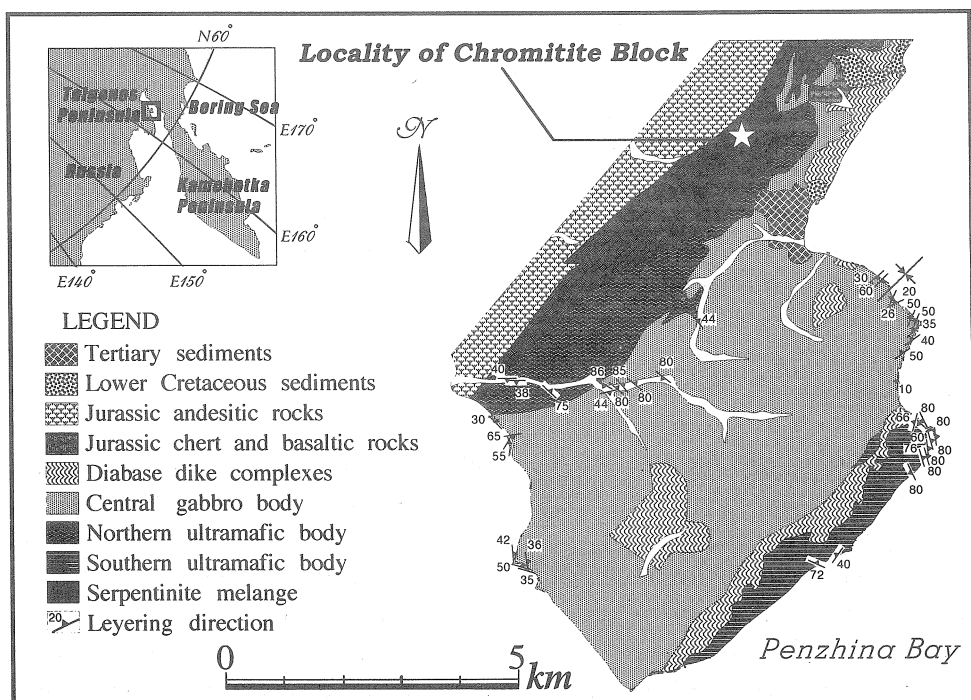 N60°
Locality of Chromitite Block
Taigonos
Peninsula
Bering Sea
E170°
Russia
Kamchatka
Peninsula
E160°
E140°
E150°
N
LEGEND
Tertiary sediments
Lower Cretaceous sediments
Jurassic andesitic rocks
Jurassic chert and basaltic rocks
Diabase dike complexes
Central gabbro body
Northern ultramafic body
Southern ultramafic body
Serpentinite melange
20 Leyering direction
30
60
20
50
26
50
35
40
50
44
10
40
38
75
86
85
80
44
80
80
30
65
55
66
80
80
60
76
80
80
80
42
36
50
35
72
40
0 5
km
Penzhina Bay